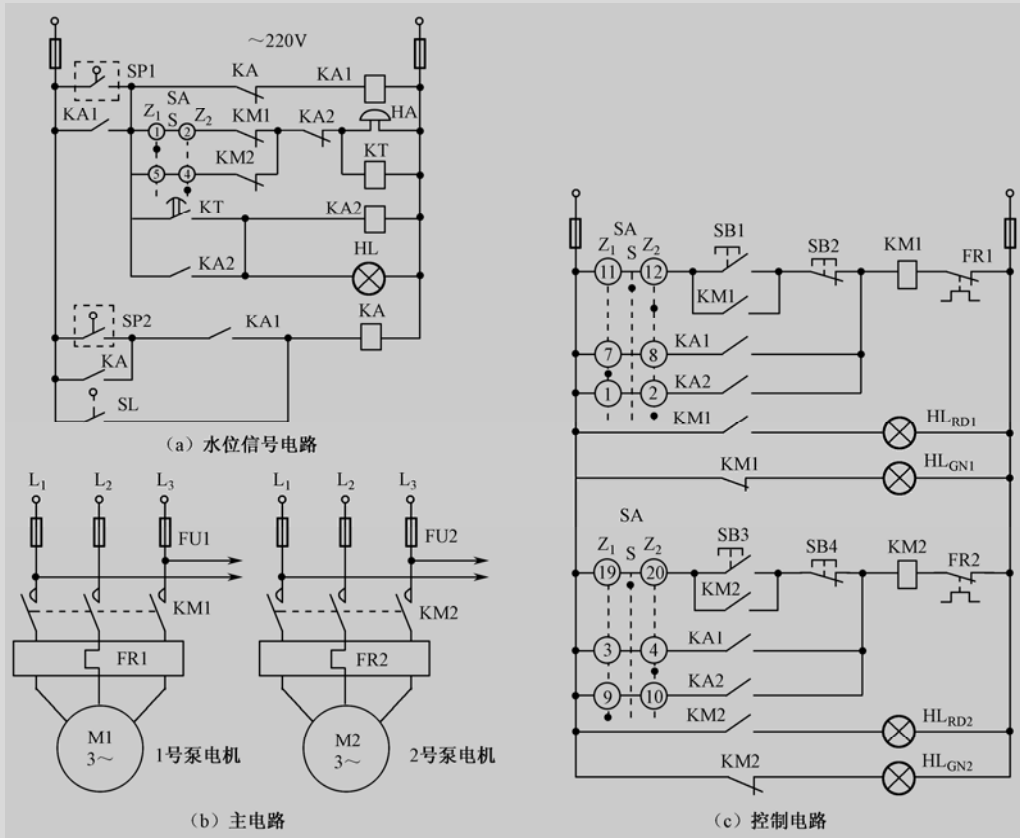 ~220V
SP1
KA
KA1
SA
KA1
Z1
S
Z2
KM1
KA2
HA
1
2
KM2
KT
5
4
KT
KA2
HL
KA2
SP2
KA1
KA
KA
SL
(a)水位信号电路
L1
L2
L3
L1
L2
L3
FU1
FU2
KM1
KM2
FR1
FR2
M1
3~
1号泵电机
M2
3~
2号泵电机
(b)主电路
SA
Z1
S
Z2
SB1
SB2
KM1
FR1
11
12
KM1
7
8
KA1
1
2
KA2
KM1
HLRD1
KM1
HLGN1
SA
Z1
S
Z2
SB3
SB4
KM2
FR2
19
20
KM2
3
4
KA1
9
10
KA2
KM2
HLRD2
KM2
HLGN2
(c)控制电路